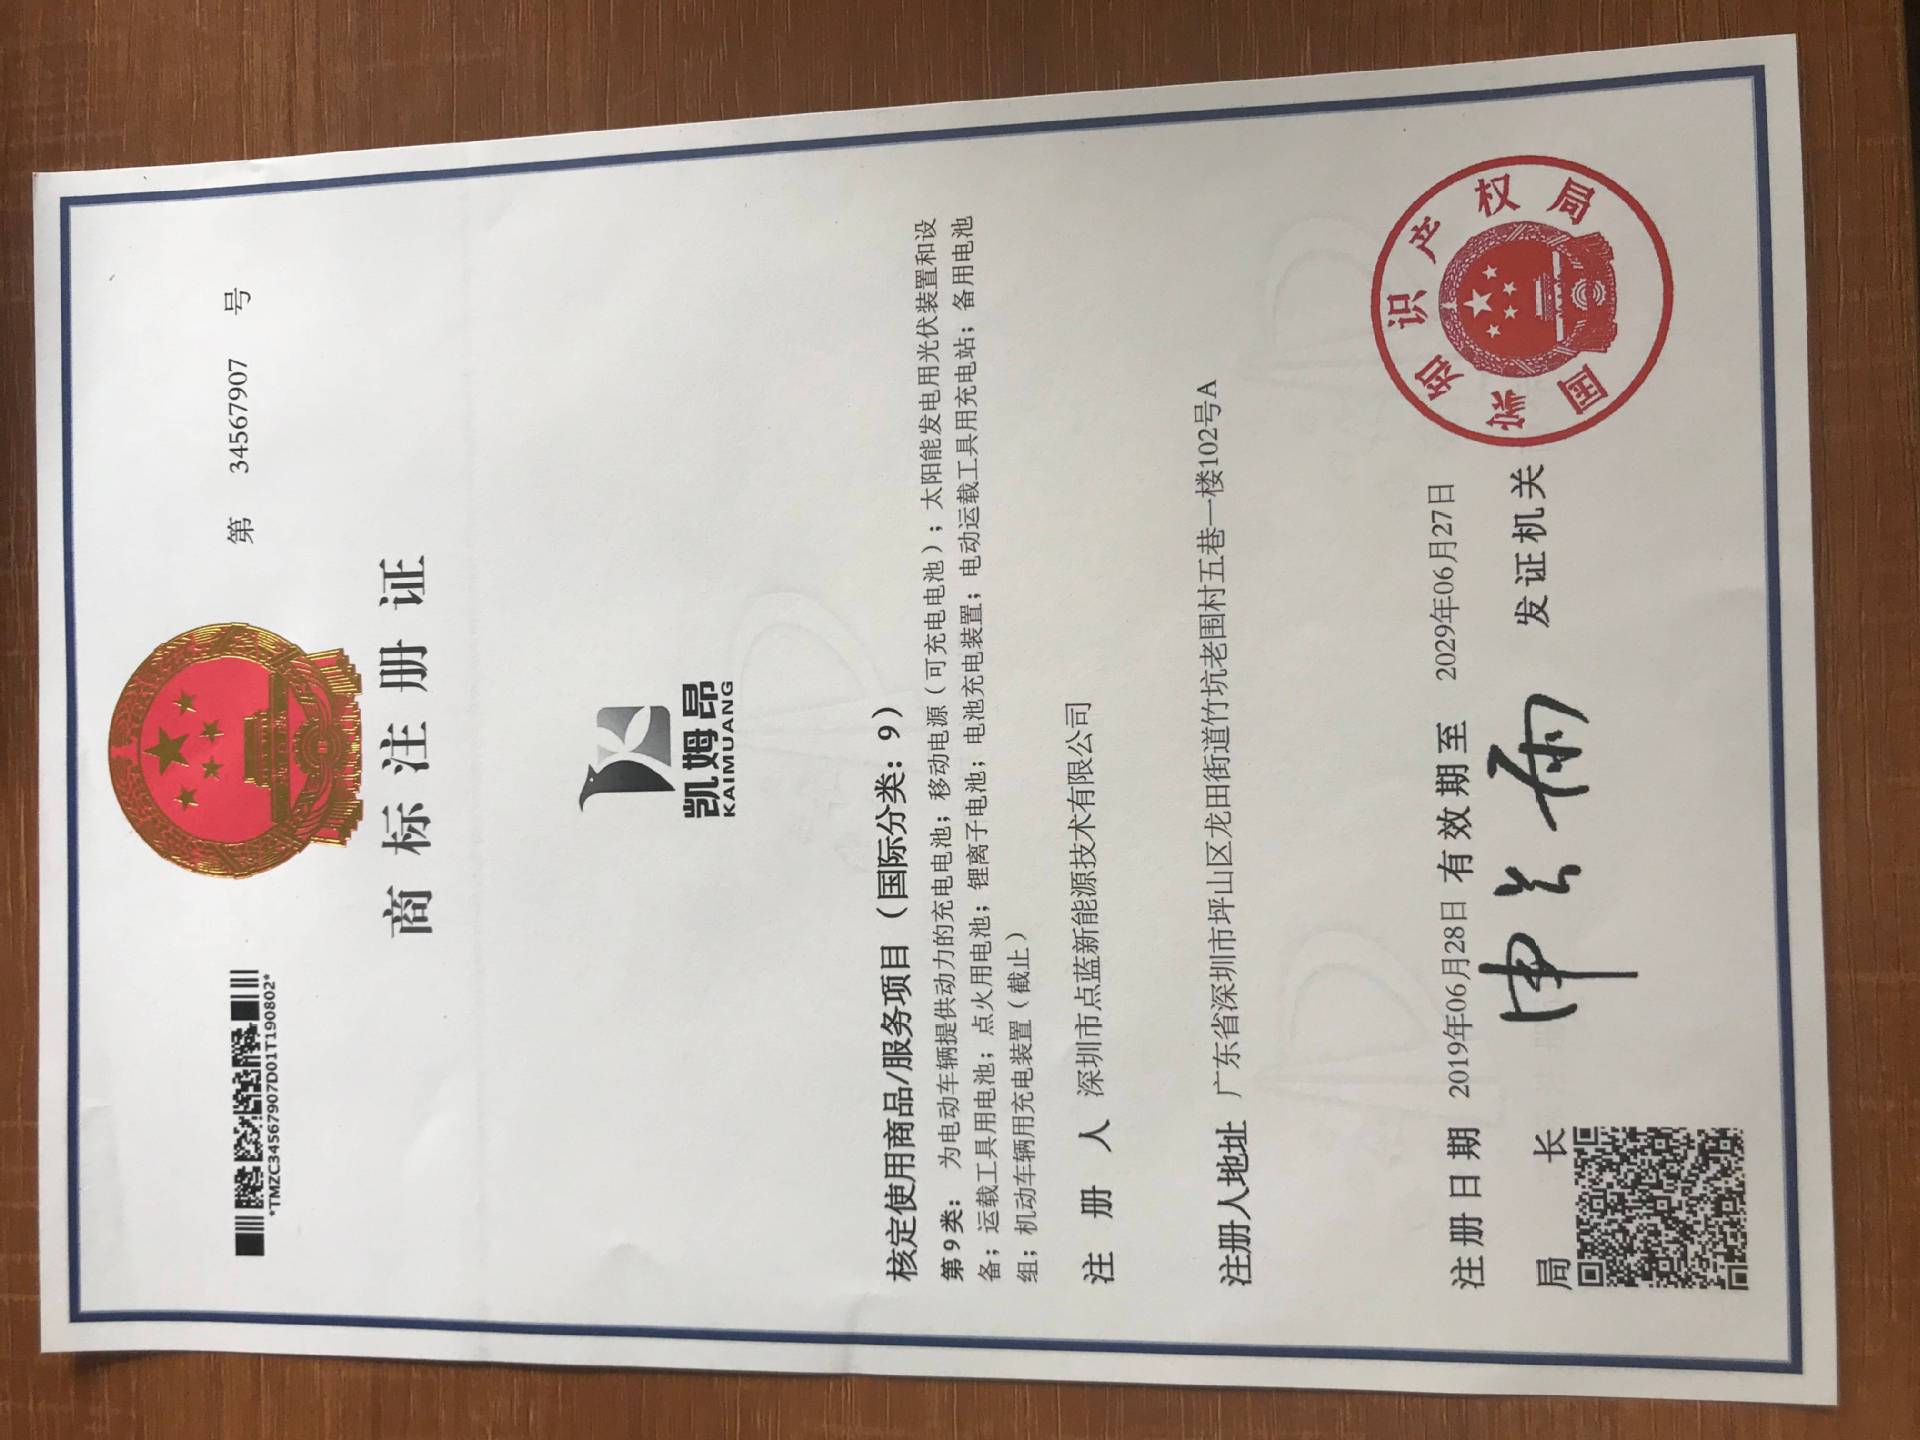 *TMZC34567907D01T190802*
第 34567907 号
商标注册证
凯姆昂
KAIMUANG
核定使用商品/服务项目（国际分类：9）
第9类：为电动车辆提供动力的充电电池；移动电源（可充电电池）；太阳能发电用光伏装置和设
备；运载工具用电池；点火用电池；锂离子电池；电池充电装置；电动运载工具用充电站；备用电池
组；机动车辆用充电装置（截止）
注册人 深圳市点蓝新能源技术有限公司
注册人地址 广东省深圳市坪山区龙田街道竹坑老围村五巷一楼102号A
注册日期 2019年06月28日 有效期至 2029年06月27日
局长 申长雨 发证机关
国家知识产权局